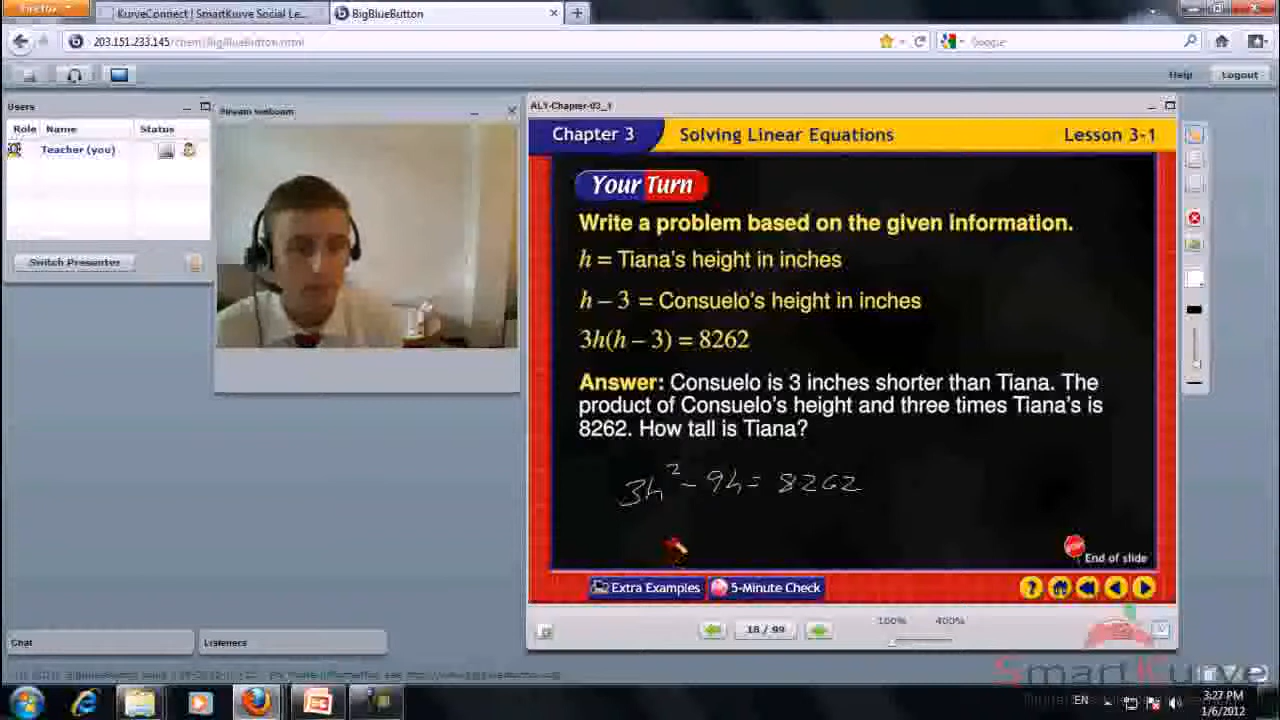 Firefox
KurveConnect | SmartKurve Social Le...
BigBlueButton
203.151.233.145/client/BigBlueButton.html
Google
Help
Logout
Users
Role Name Status
Teacher (you)
Switch Presenter
webcam
ALY-Chapter-03_1
Chapter 3
Solving Linear Equations
Lesson 3-1
Your Turn
Write a problem based on the given information.
h = Tiana's height in inches
h – 3 = Consuelo's height in inches
3h(h – 3) = 8262
Answer: Consuelo is 3 inches shorter than Tiana. The
product of Consuelo's height and three times Tiana's is
8262. How tall is Tiana?
3h² - 9h = 8262
STOP
End of slide
Extra Examples
5-Minute Check
?
18 / 99
100%
400%
Chat
Listeners
SmartKurve
EN
3:27 PM
1/6/2012